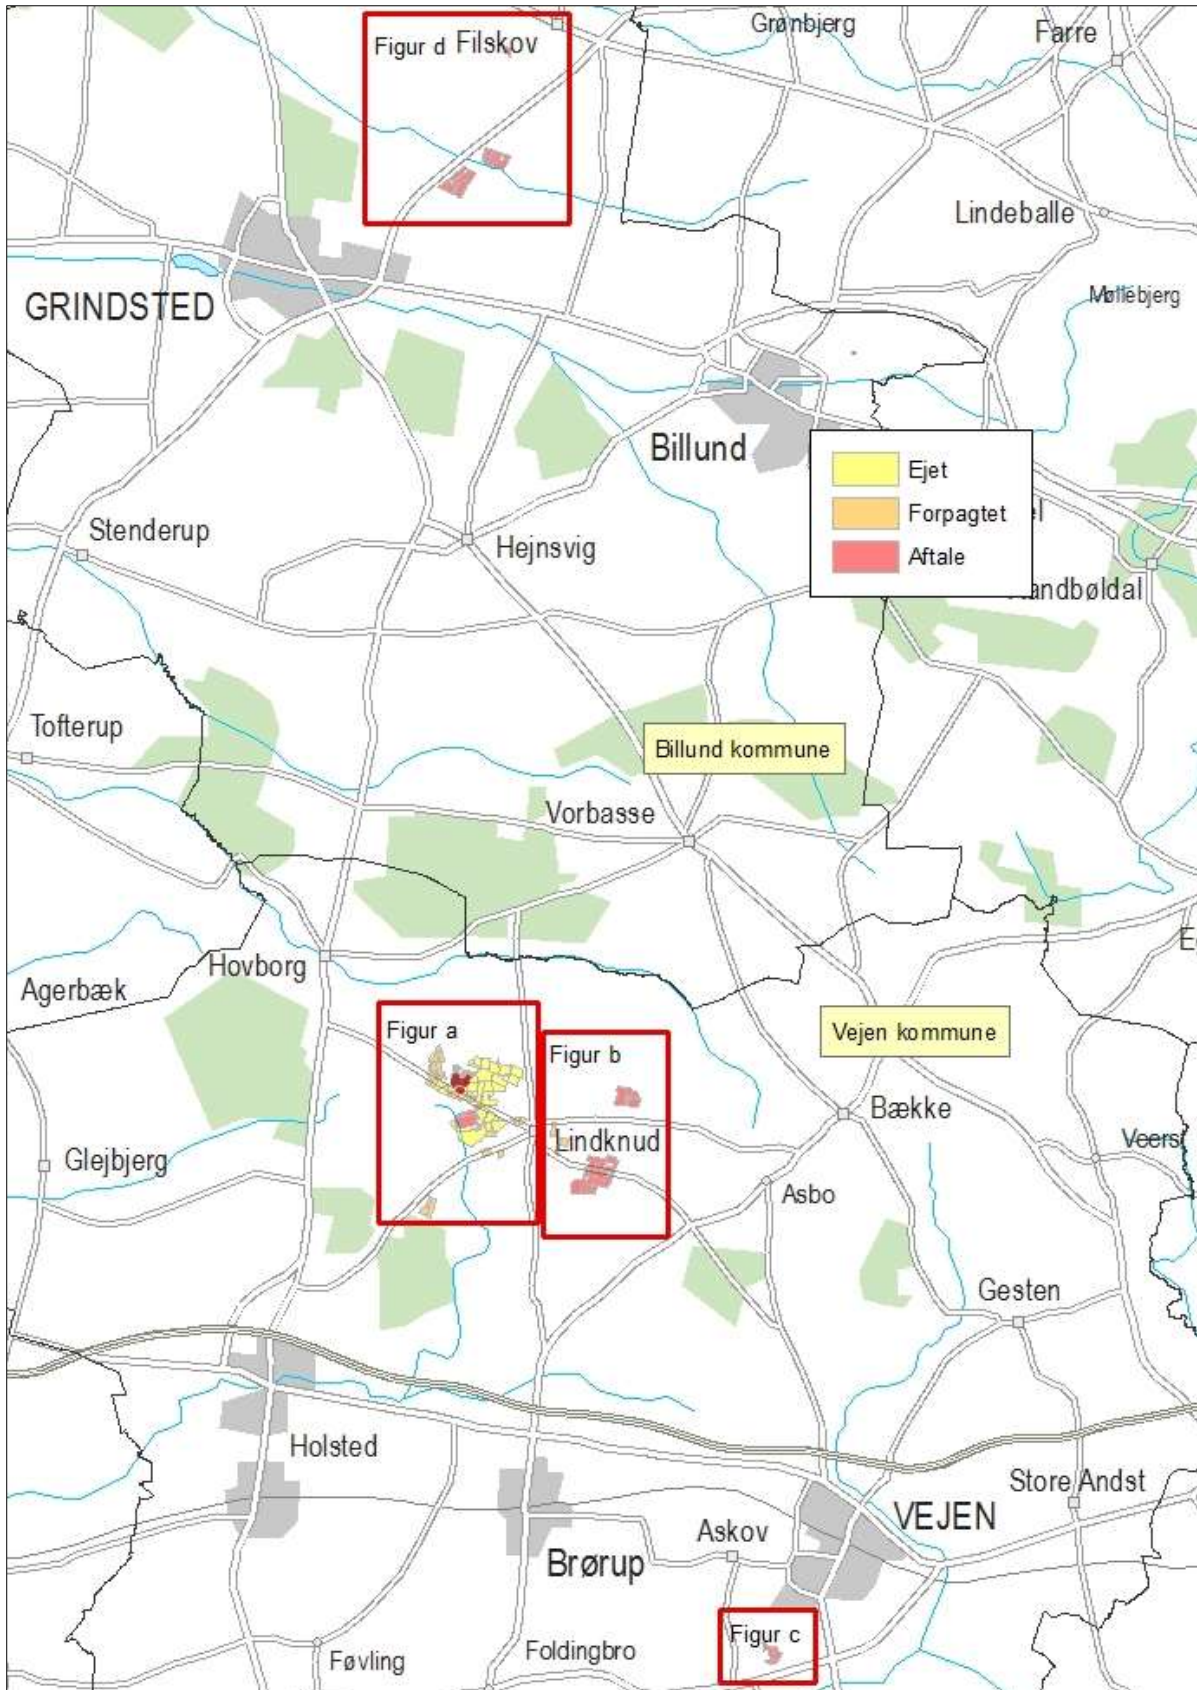 Grønbjerg
Farre
Figur d
Filskov
Lindeballe
Møllebjerg
GRINDSTED
Billund
Ejet
Forpagtet
Aftale
el
andbøldal
Stenderup
Hejnsvig
Tofterup
Billund kommune
Vorbasse
Hovborg
Agerbæk
Vejen kommune
Figur a
Figur b
Bække
Lindknud
Glejbjerg
Asbo
Gesten
Holsted
Store Andst
VEJEN
Askov
Brørup
Figur c
Foldingbro
Føvling